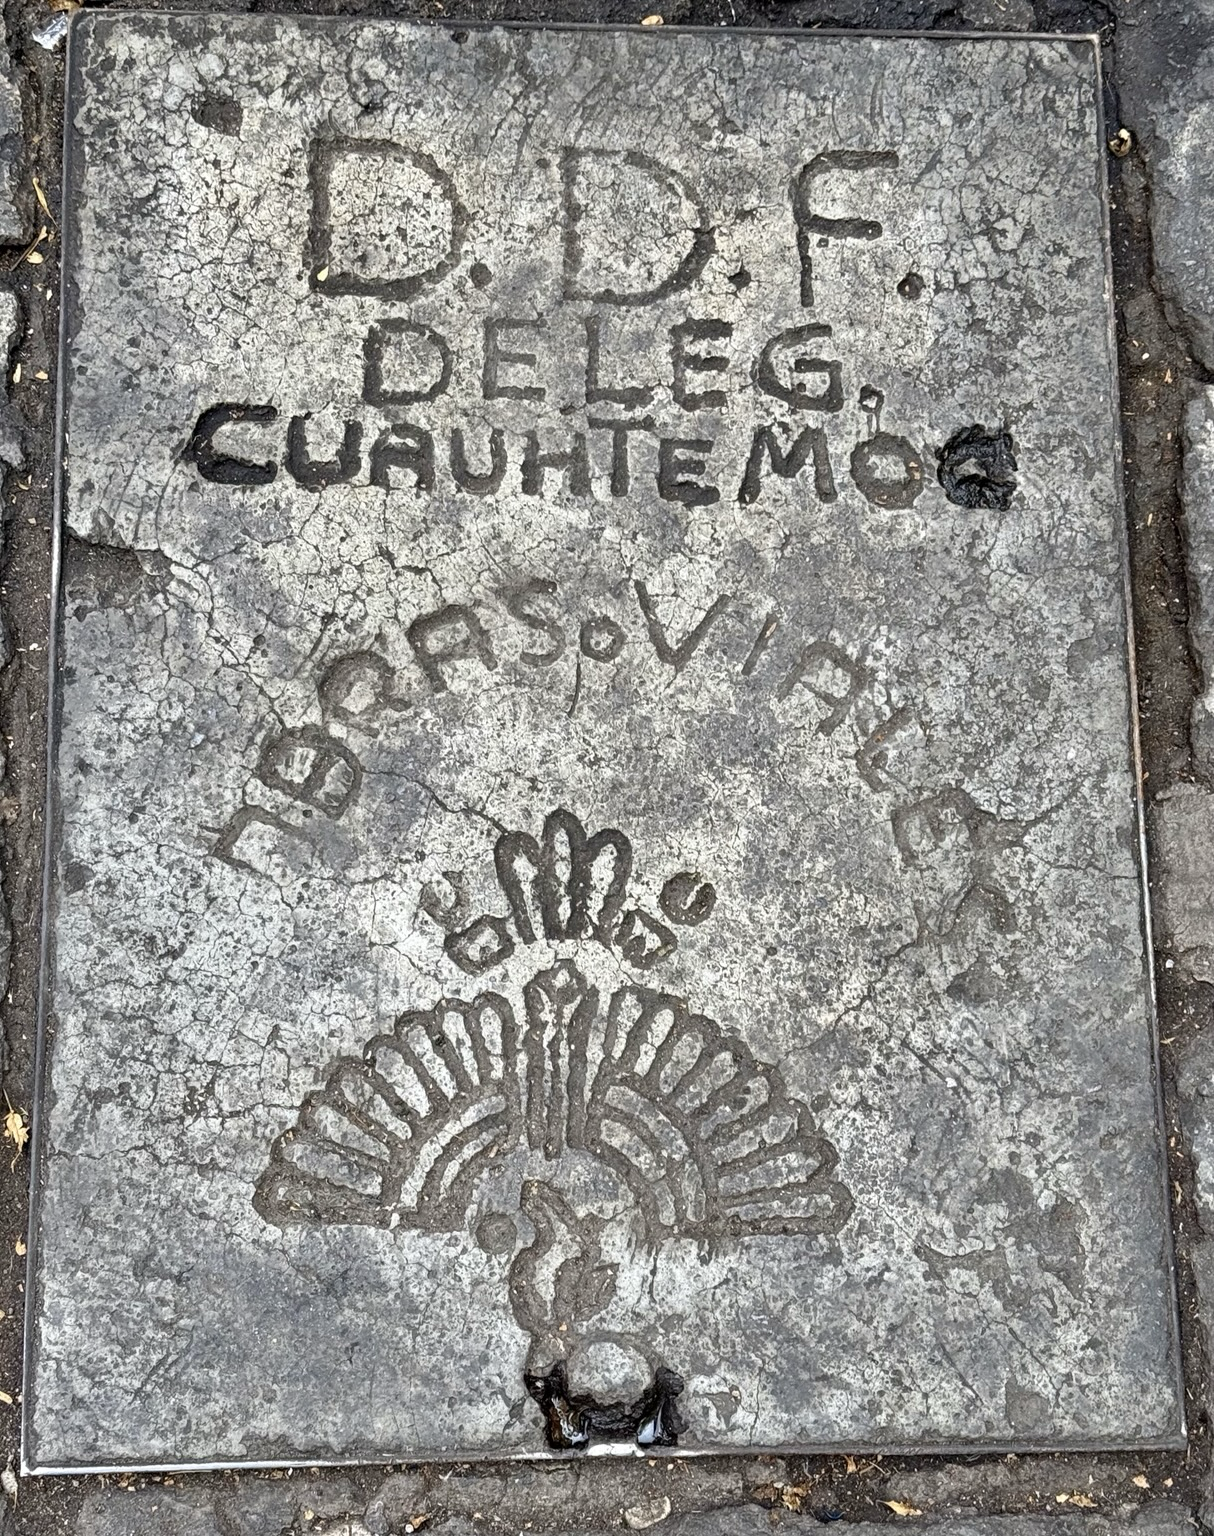 D. D. F.
DELEG.
CUAUHTEMOC
OBRAS VIALES